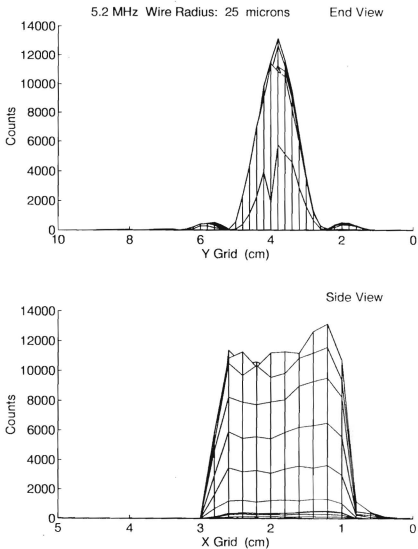 5.2 MHz Wire Radius: 25 microns End View
14000
12000
10000
8000
6000
4000
2000
0
Counts
10 8 6 4 2 0
Y Grid (cm)
Side View
14000
12000
10000
8000
6000
4000
2000
0
Counts
5 4 3 2 1 0
X Grid (cm)